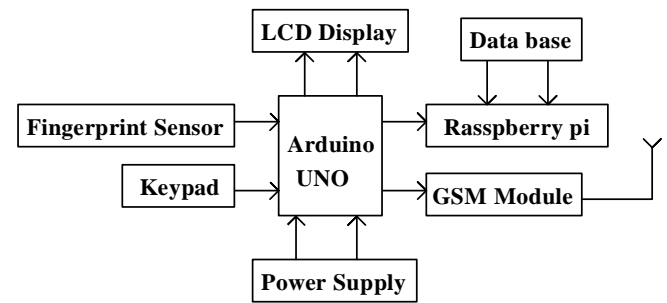 LCD Display
Data base
Fingerprint Sensor
Arduino
UNO
Rasspberry pi
Keypad
GSM Module
Power Supply